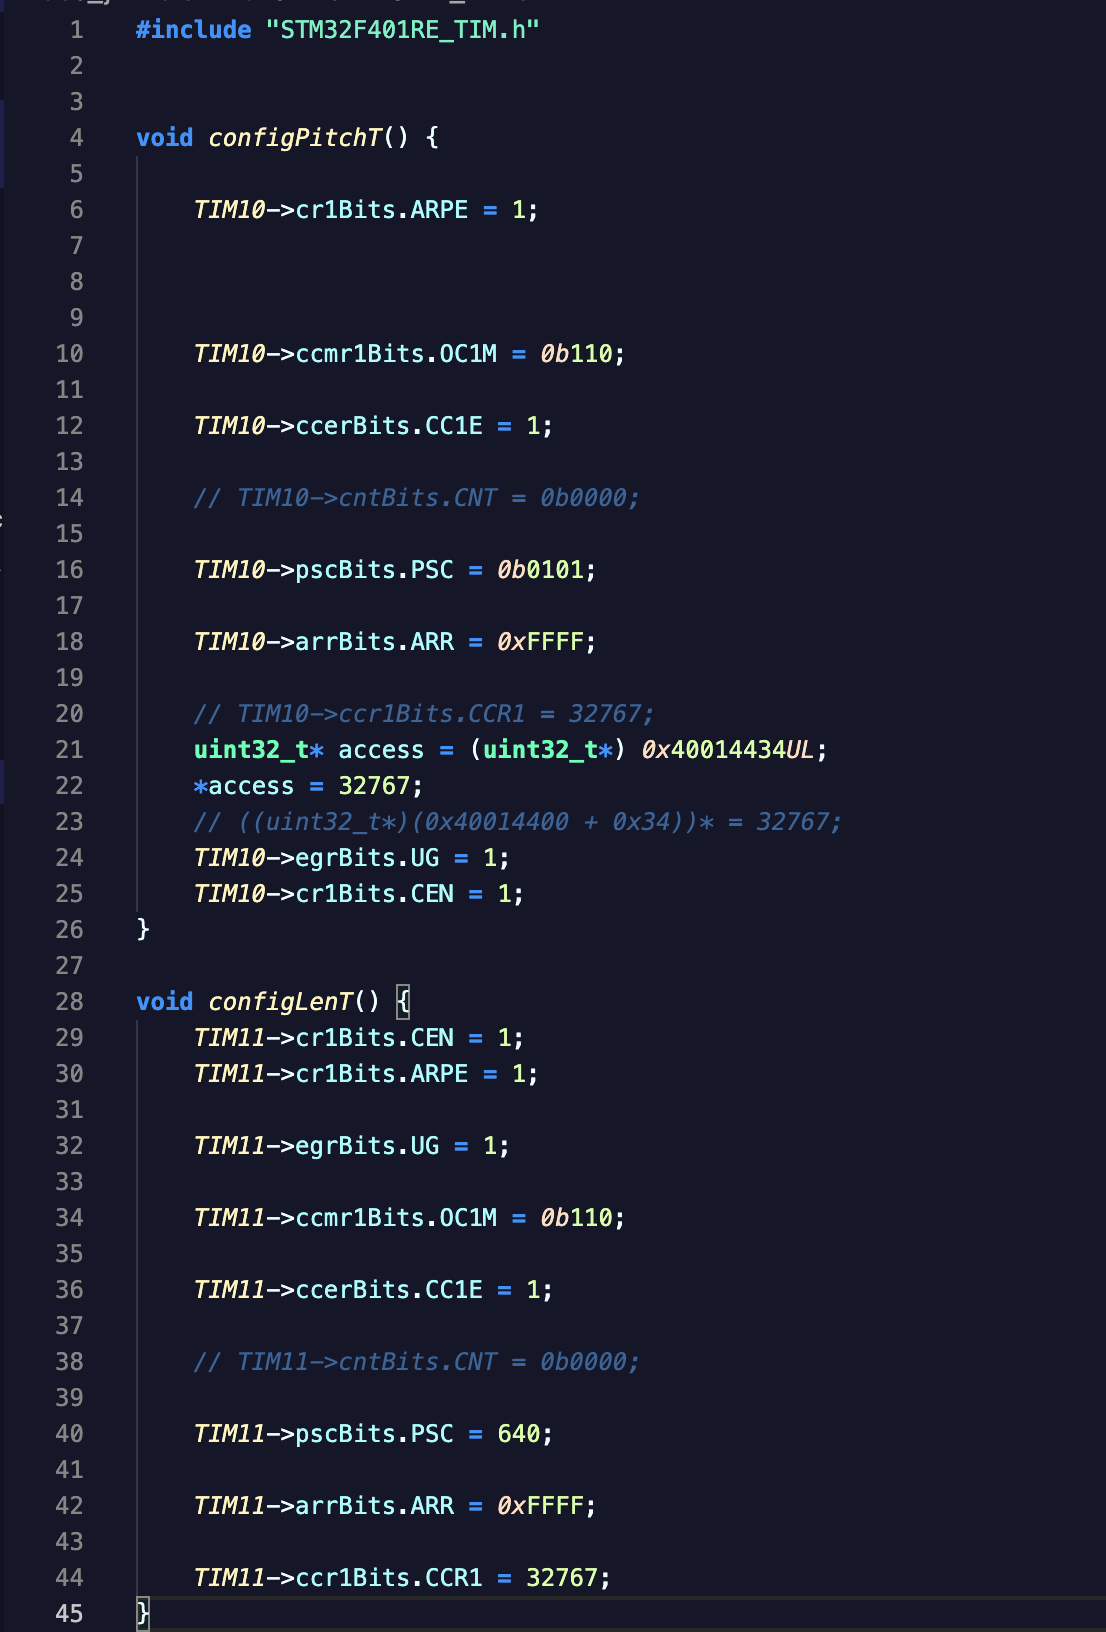 1 #include "STM32F401RE_TIM.h"
2
3
4 void configPitchT() {
5
6 TIM10->cr1Bits.ARPE = 1;
7
8
9
10 TIM10->ccmr1Bits.OC1M = 0b110;
11
12 TIM10->ccerBits.CC1E = 1;
13
14 // TIM10->cntBits.CNT = 0b0000;
15
16 TIM10->pscBits.PSC = 0b0101;
17
18 TIM10->arrBits.ARR = 0xFFFF;
19
20 // TIM10->ccr1Bits.CCR1 = 32767;
21 uint32_t* access = (uint32_t*) 0x40014434UL;
22 *access = 32767;
23 // ((uint32_t*)(0x40014400 + 0x34))* = 32767;
24 TIM10->egrBits.UG = 1;
25 TIM10->cr1Bits.CEN = 1;
26 }
27
28 void configLenT() {
29 TIM11->cr1Bits.CEN = 1;
30 TIM11->cr1Bits.ARPE = 1;
31
32 TIM11->egrBits.UG = 1;
33
34 TIM11->ccmr1Bits.OC1M = 0b110;
35
36 TIM11->ccerBits.CC1E = 1;
37
38 // TIM11->cntBits.CNT = 0b0000;
39
40 TIM11->pscBits.PSC = 640;
41
42 TIM11->arrBits.ARR = 0xFFFF;
43
44 TIM11->ccr1Bits.CCR1 = 32767;
45 }